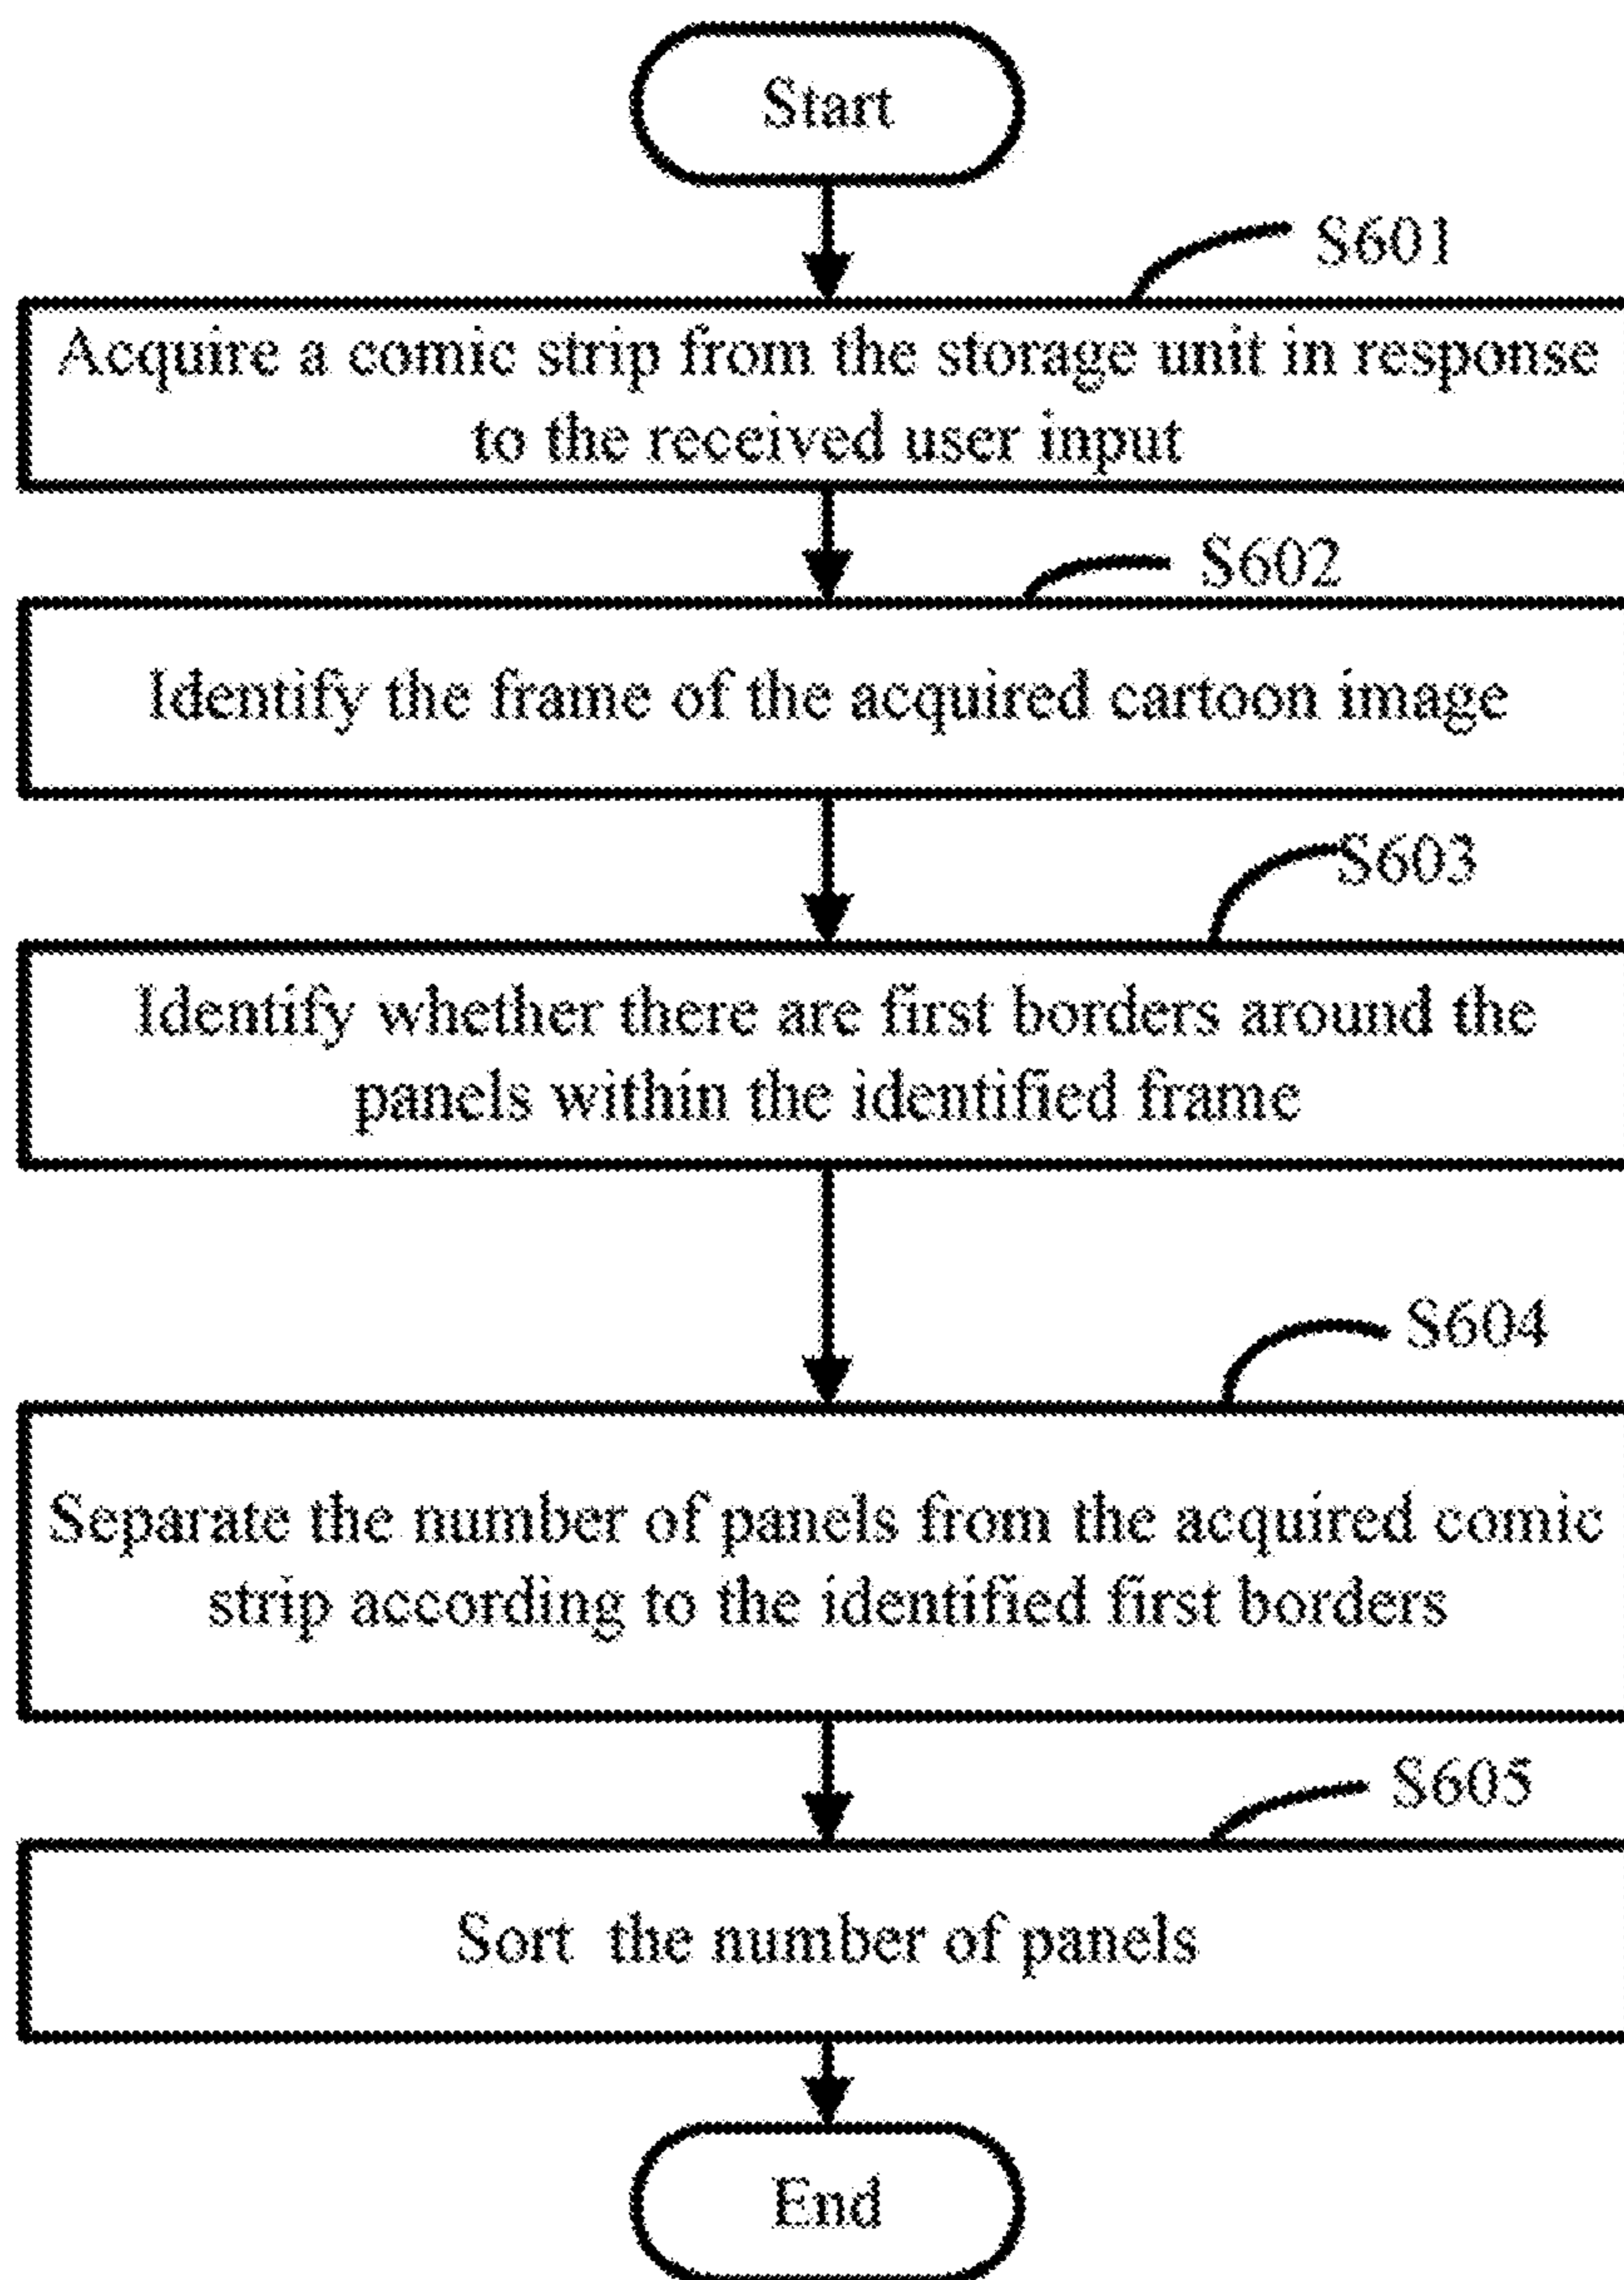 Start
S601
Acquire a comic strip from the storage unit in response
to the received user input
S602
Identify the frame of the acquired cartoon image
S603
Identify whether there are first borders around the
panels within the identified frame
S604
Separate the number of panels from the acquired comic
strip according to the identified first borders
S605
Sort the number of panels
End